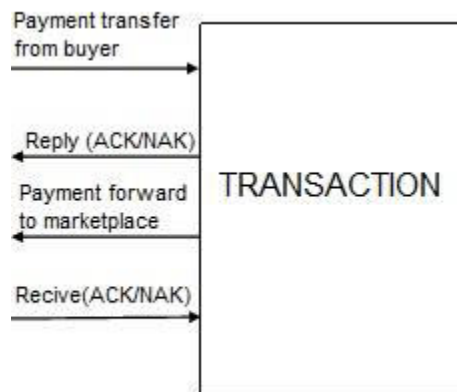 Payment transfer
from buyer
Reply (ACK/NAK)
TRANSACTION
Payment forward
to marketplace
Recive(ACK/NAK)